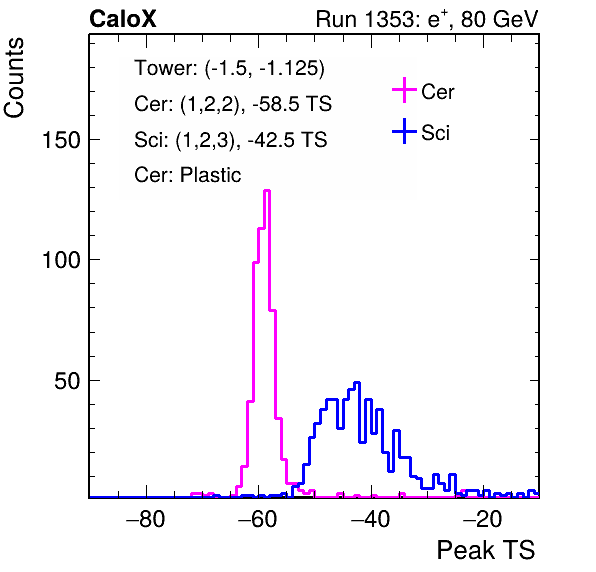 CaloX Run 1353: e+, 80 GeV
Counts
Tower: (-1.5, -1.125)
Cer: (1,2,2), -58.5 TS
Sci: (1,2,3), -42.5 TS
Cer: Plastic
Cer
Sci
150
100
50
−80 −60 −40 −20
Peak TS